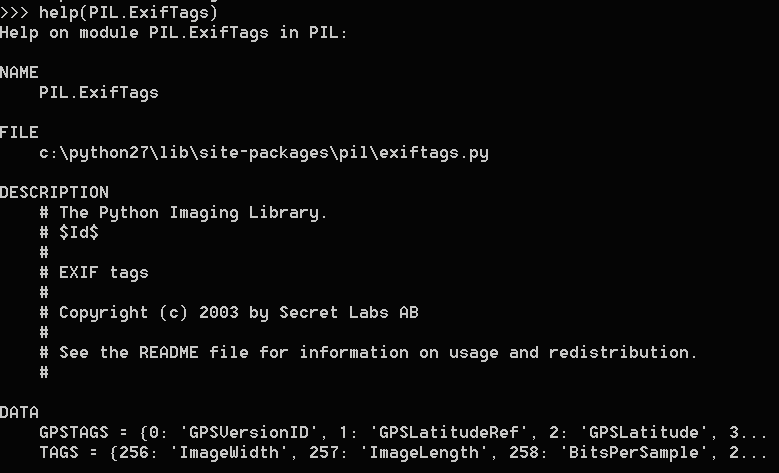 >>> help(PIL.ExifTags)
Help on module PIL.ExifTags in PIL:
NAME
    PIL.ExifTags
FILE
    c:\python27\lib\site-packages\pil\exiftags.py
DESCRIPTION
    # The Python Imaging Library.
    # $Id$
    #
    # EXIF tags
    #
    # Copyright (c) 2003 by Secret Labs AB
    #
    # See the README file for information on usage and redistribution.
    #
DATA
    GPSTAGS = {0: 'GPSVersionID', 1: 'GPSLatitudeRef', 2: 'GPSLatitude', 3...
    TAGS = {256: 'ImageWidth', 257: 'ImageLength', 258: 'BitsPerSample', 2...